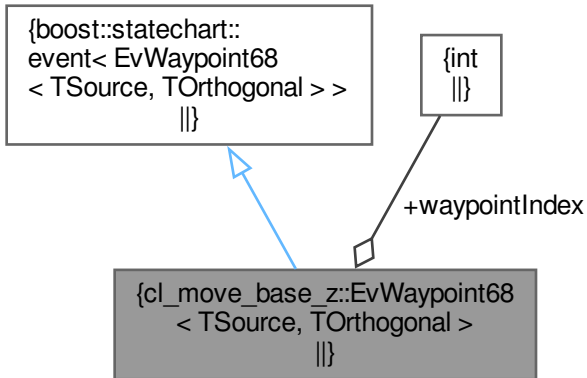 {boost::statechart::
event< EvWaypoint68
< TSource, TOrthogonal > >
||}
{int
||}
+waypointIndex
{cl_move_base_z::EvWaypoint68
< TSource, TOrthogonal >
||}